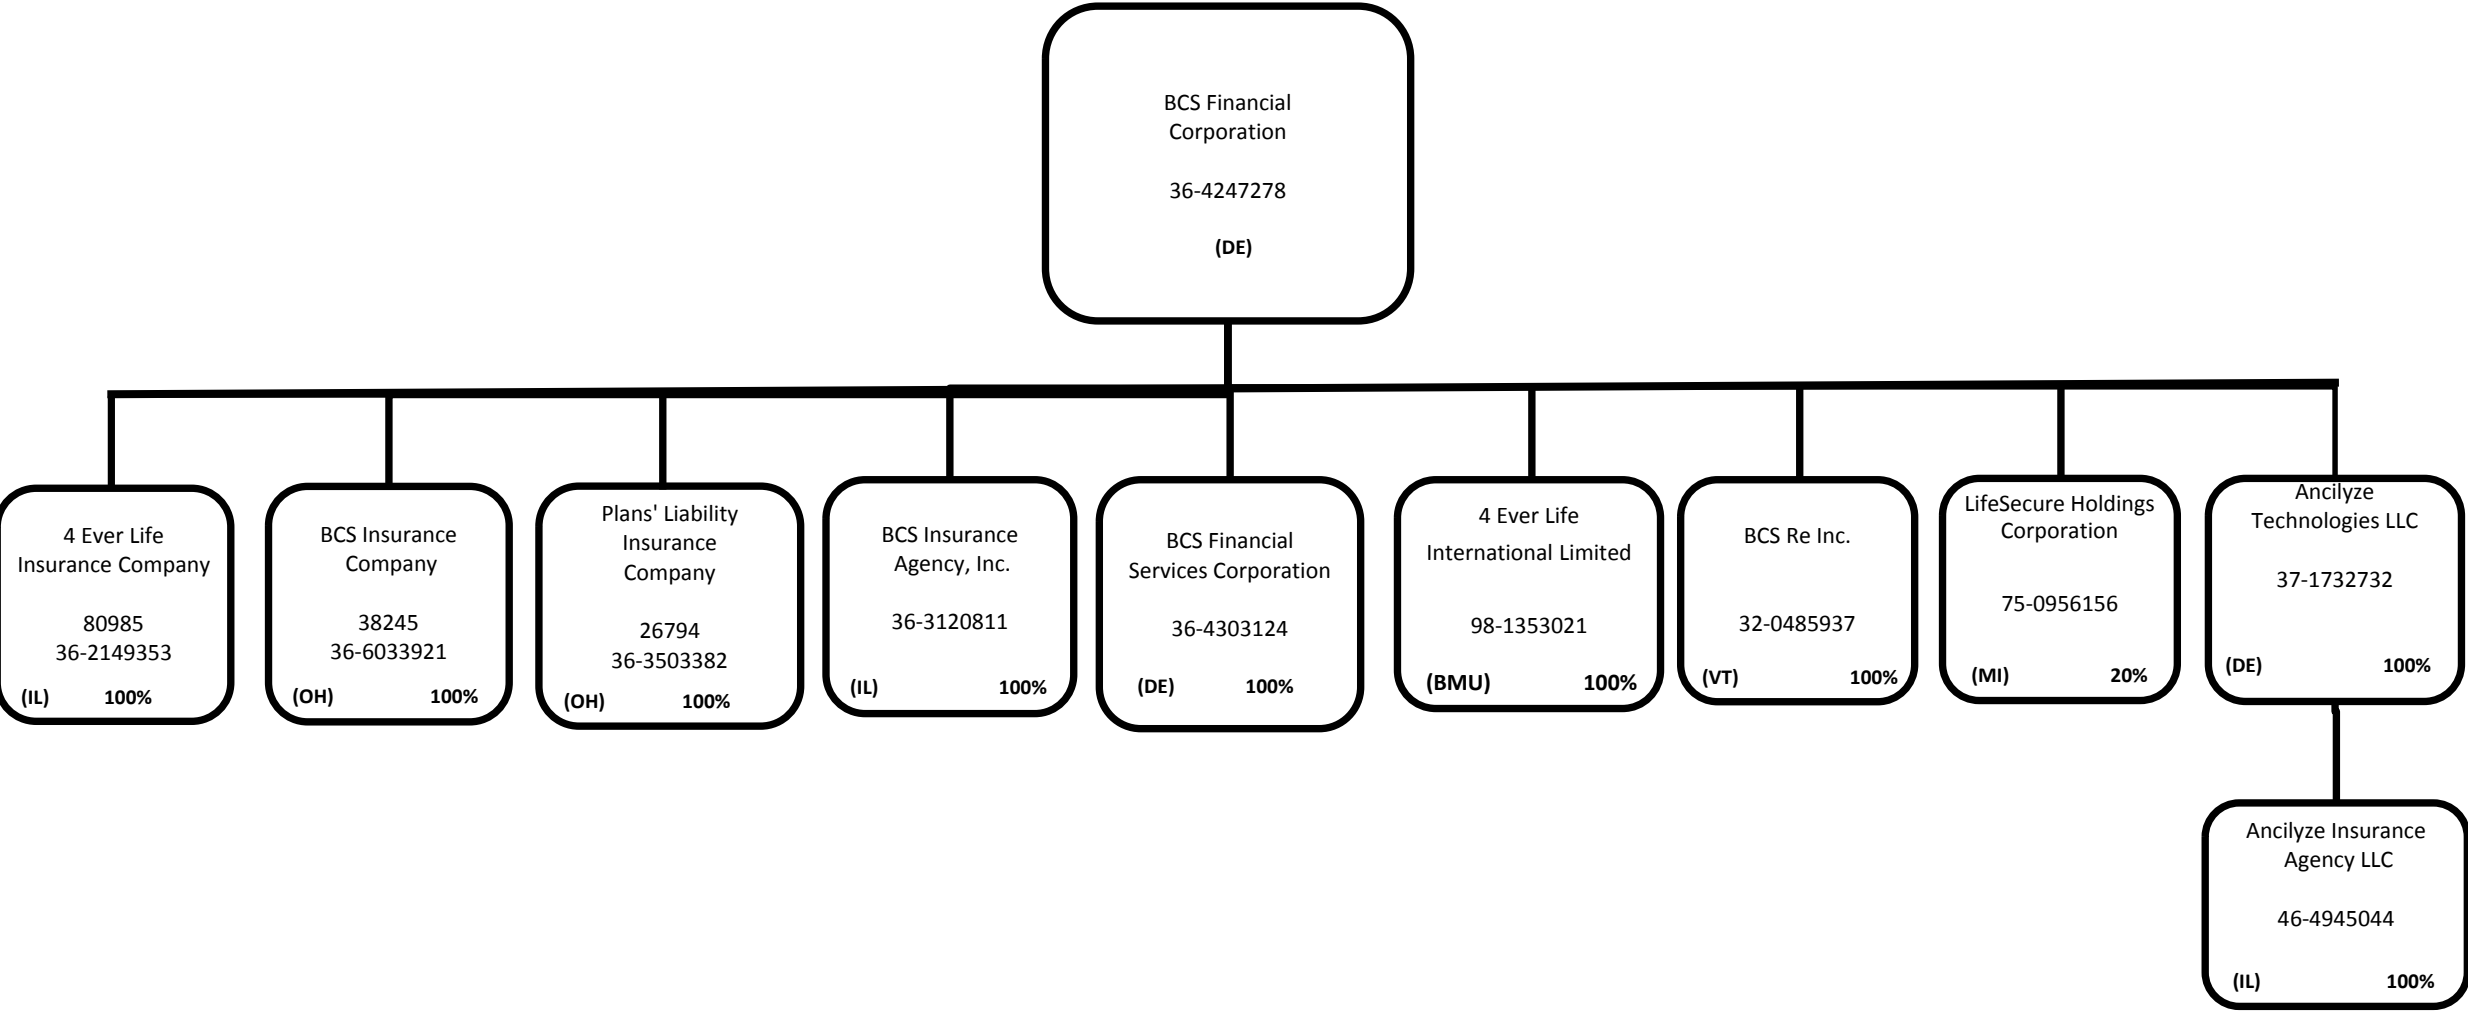 BCS Financial
Corporation
36-4247278
(DE)
4 Ever Life
Insurance Company
80985
36-2149353
(IL) 100%
BCS Insurance
Company
38245
36-6033921
(OH) 100%
Plans' Liability
Insurance
Company
26794
36-3503382
(OH) 100%
BCS Insurance
Agency, Inc.
36-3120811
(IL) 100%
BCS Financial
Services Corporation
36-4303124
(DE) 100%
4 Ever Life
International Limited
98-1353021
(BMU) 100%
BCS Re Inc.
32-0485937
(VT) 100%
LifeSecure Holdings
Corporation
75-0956156
(MI) 20%
Ancilyze
Technologies LLC
37-1732732
(DE) 100%
Ancilyze Insurance
Agency LLC
46-4945044
(IL) 100%